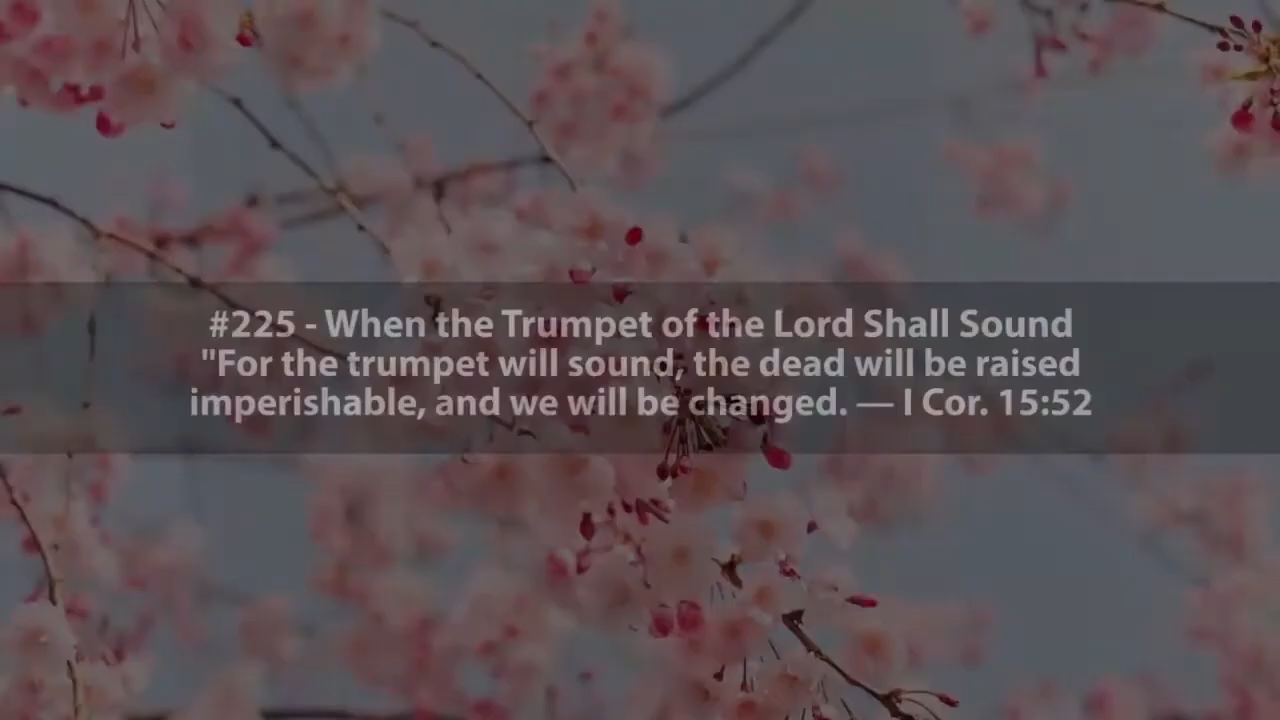 #225 - When the Trumpet of the Lord Shall Sound
"For the trumpet will sound, the dead will be raised
imperishable, and we will be changed. — I Cor. 15:52